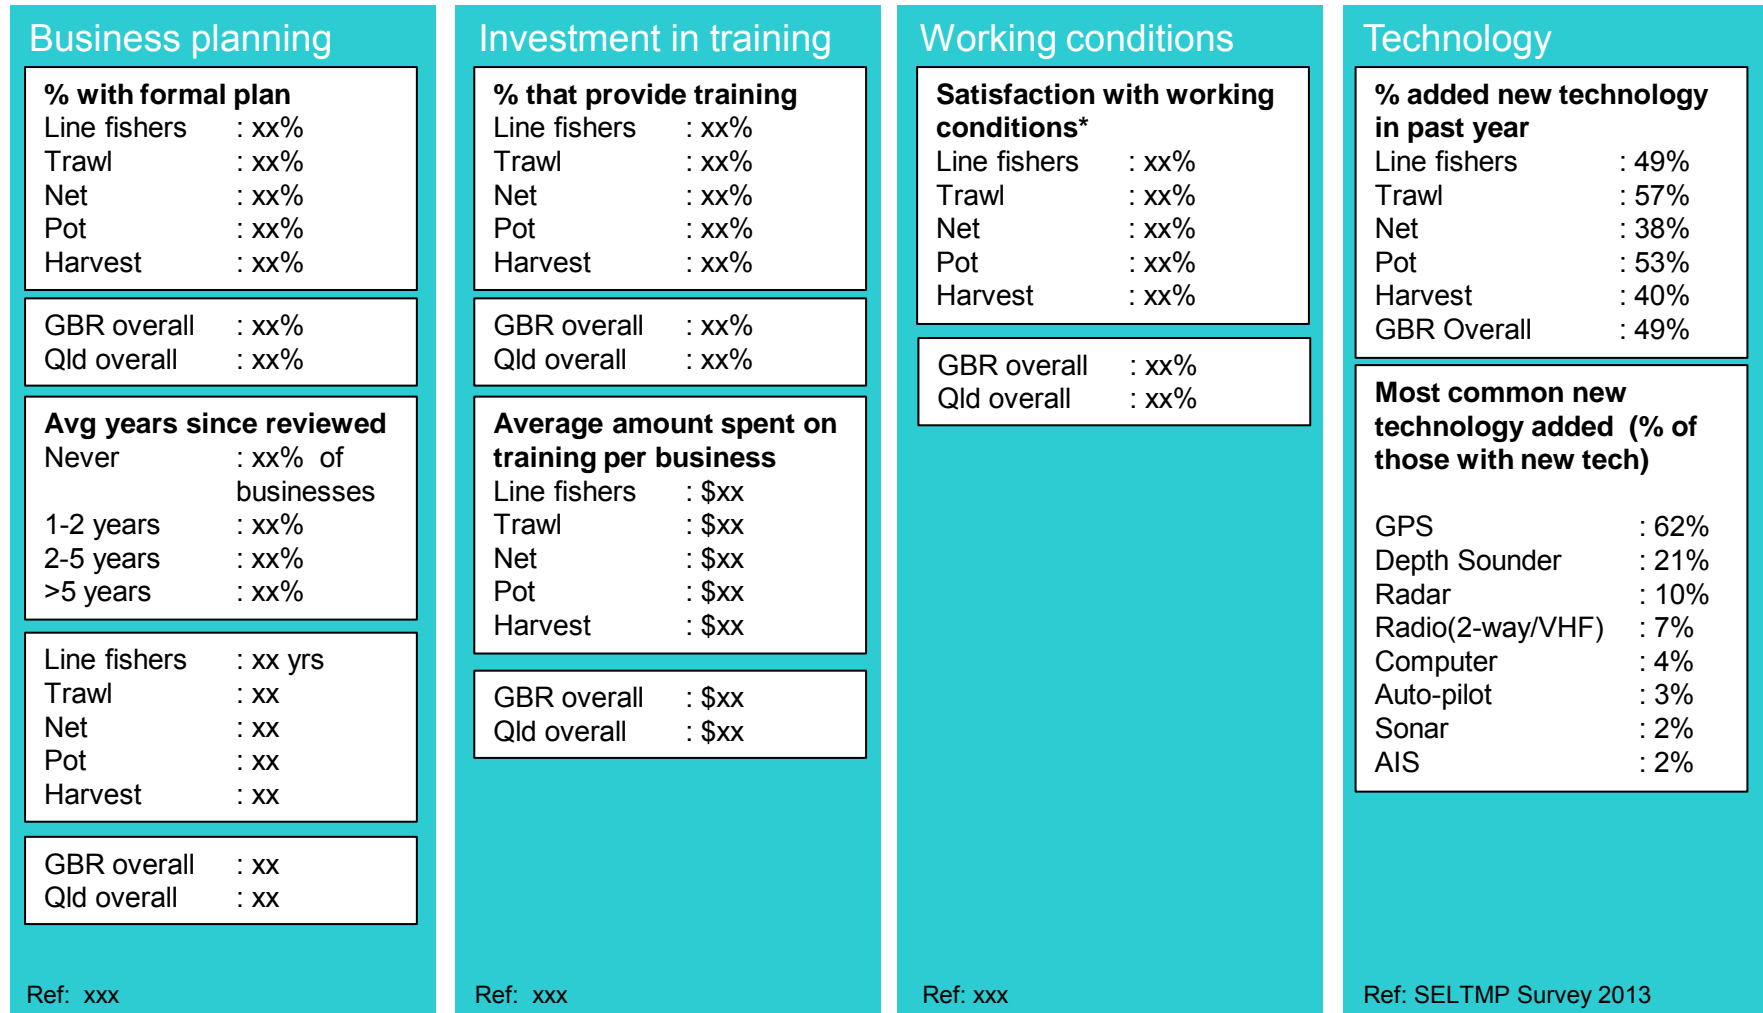 Business planning
% with formal plan
Line fishers : xx%
Trawl : xx%
Net : xx%
Pot : xx%
Harvest : xx%
GBR overall : xx%
Qld overall : xx%
Avg years since reviewed
Never : xx% of
businesses
1-2 years : xx%
2-5 years : xx%
>5 years : xx%
Line fishers : xx yrs
Trawl : xx
Net : xx
Pot : xx
Harvest : xx
GBR overall : xx
Qld overall : xx
Ref: xxx
Investment in training
% that provide training
Line fishers : xx%
Trawl : xx%
Net : xx%
Pot : xx%
Harvest : xx%
GBR overall : xx%
Qld overall : xx%
Average amount spent on
training per business
Line fishers : $xx
Trawl : $xx
Net : $xx
Pot : $xx
Harvest : $xx
GBR overall : $xx
Qld overall : $xx
Ref: xxx
Working conditions
Satisfaction with working
conditions*
Line fishers : xx%
Trawl : xx%
Net : xx%
Pot : xx%
Harvest : xx%
GBR overall : xx%
Qld overall : xx%
Ref: xxx
Technology
% added new technology
in past year
Line fishers : 49%
Trawl : 57%
Net : 38%
Pot : 53%
Harvest : 40%
GBR Overall : 49%
Most common new
technology added (% of
those with new tech)
GPS : 62%
Depth Sounder : 21%
Radar : 10%
Radio(2-way/VHF) : 7%
Computer : 4%
Auto-pilot : 3%
Sonar : 2%
AIS : 2%
Ref: SELTMP Survey 2013